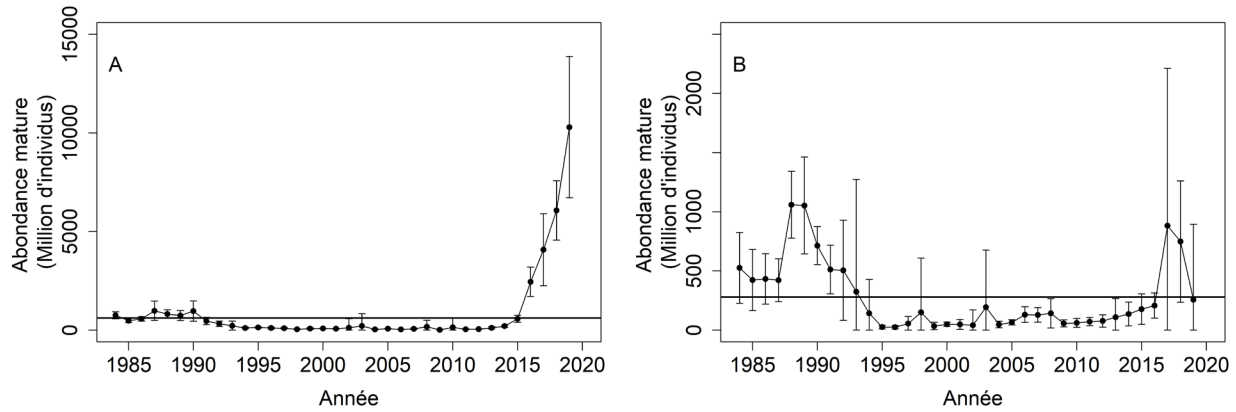 A
Abondance mature
(Million d'individus)
15000
10000
5000
0
1985 1990 1995 2000 2005 2010 2015 2020
Année
B
Abondance mature
(Million d'individus)
2000
1000
500
0
1985 1990 1995 2000 2005 2010 2015 2020
Année